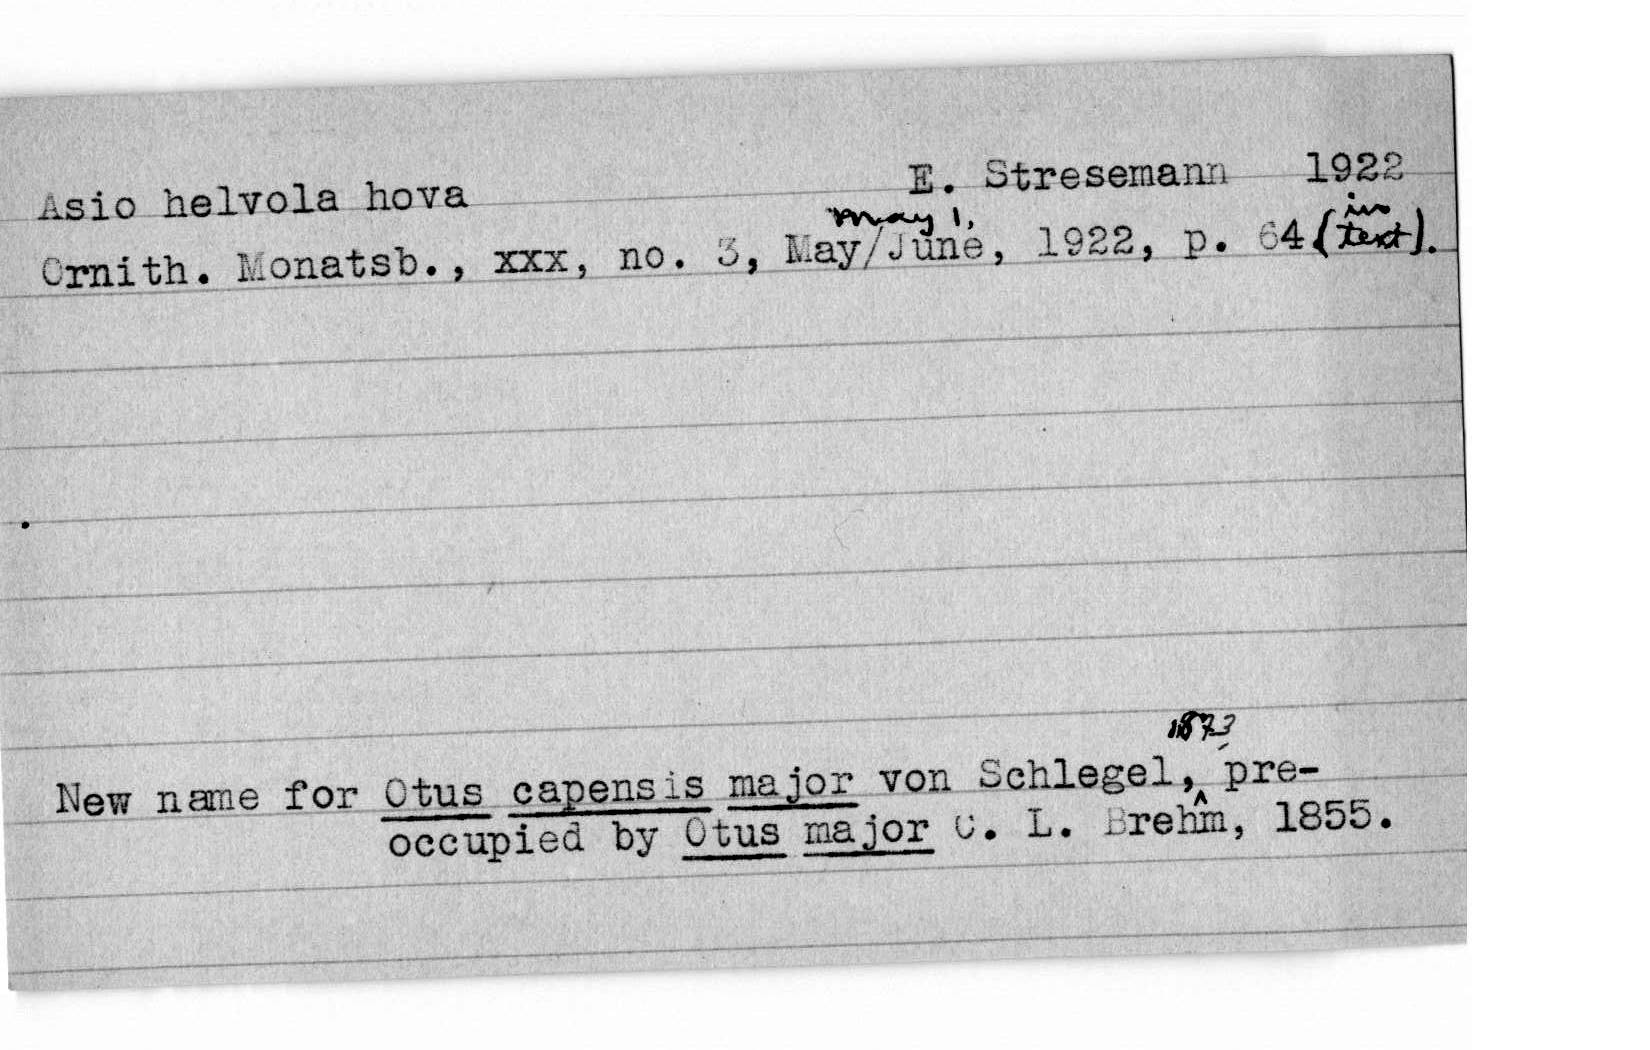 Asio helvola hova E. Stresemann 1922
may 1,
Ornith. Monatsb., xxx, no. 3, May/June, 1922, p. 64 (in text).
1873
New name for Otus capensis major von Schlegel,^ pre-
occupied by Otus major C. L. Brehm, 1855.